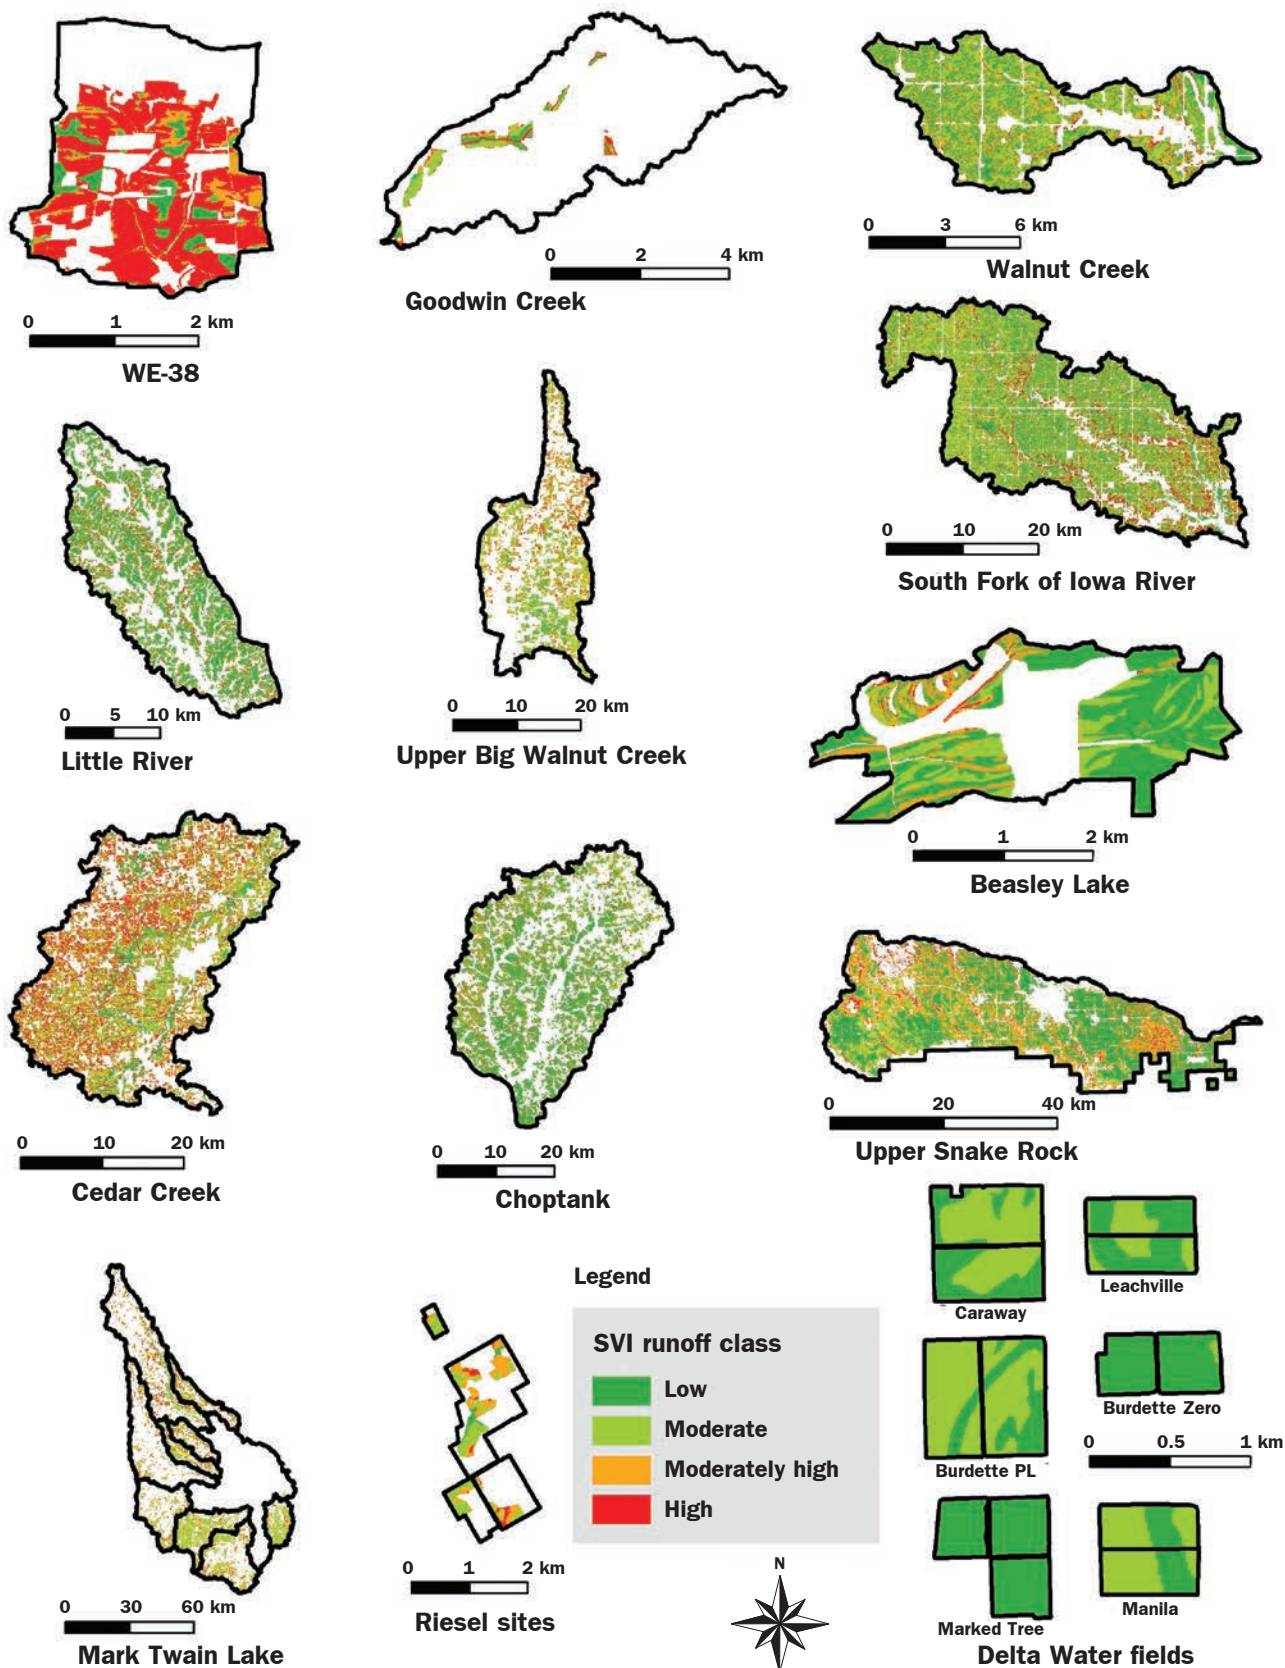 0 1 2 km
WE-38
0 2 4 km
Goodwin Creek
0 3 6 km
Walnut Creek
0 5 10 km
Little River
0 10 20 km
Upper Big Walnut Creek
0 10 20 km
South Fork of Iowa River
0 1 2 km
Beasley Lake
0 10 20 km
Cedar Creek
0 10 20 km
Choptank
0 20 40 km
Upper Snake Rock
0 30 60 km
Mark Twain Lake
0 1 2 km
Riesel sites
Legend
SVI runoff class
Low
Moderate
Moderately high
High
N
Caraway
Leachville
Burdette PL
Burdette Zero
0 0.5 1 km
Marked Tree
Manila
Delta Water fields